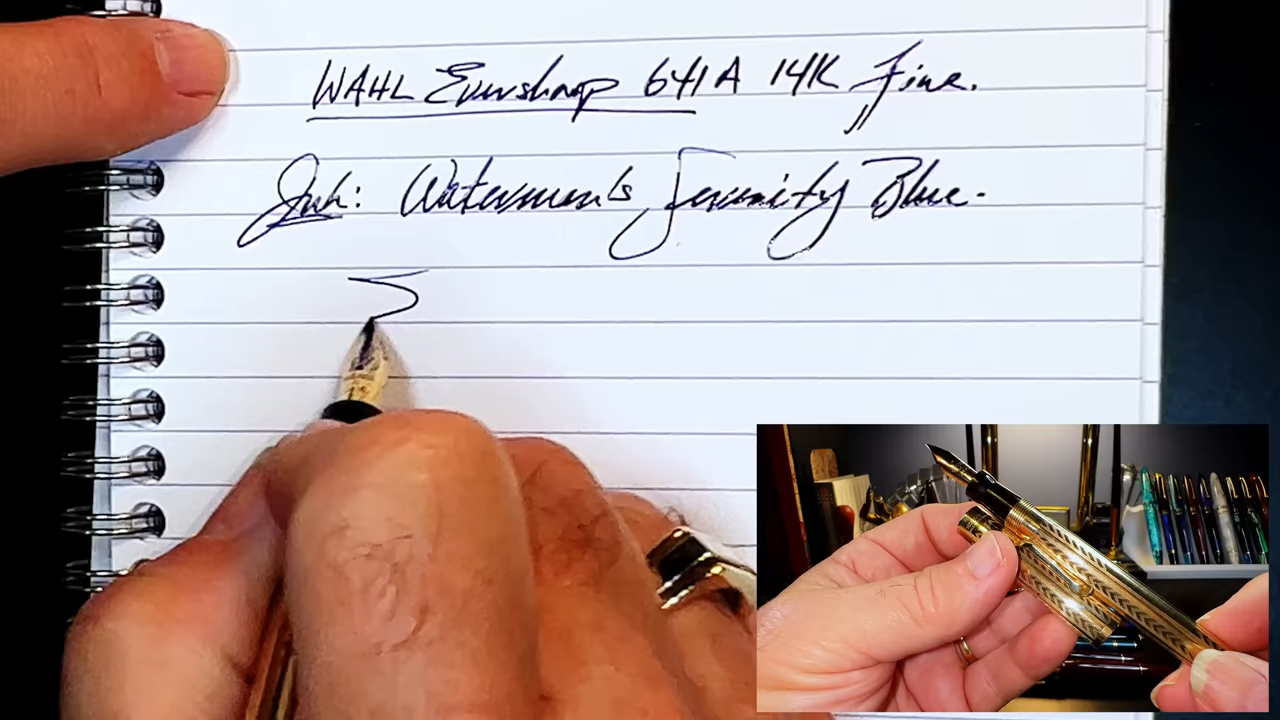 WAHL Eversharp 641A 14K Fine.
Ink: Waterman's Serenity Blue.